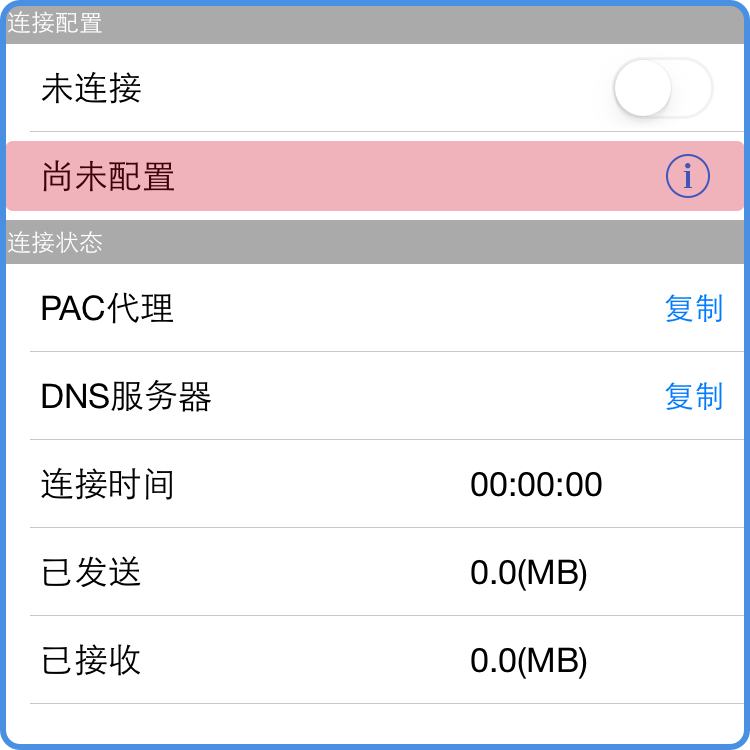 连接配置
未连接
尚未配置
连接状态
PAC代理 复制
DNS服务器 复制
连接时间 00:00:00
已发送 0.0(MB)
已接收 0.0(MB)